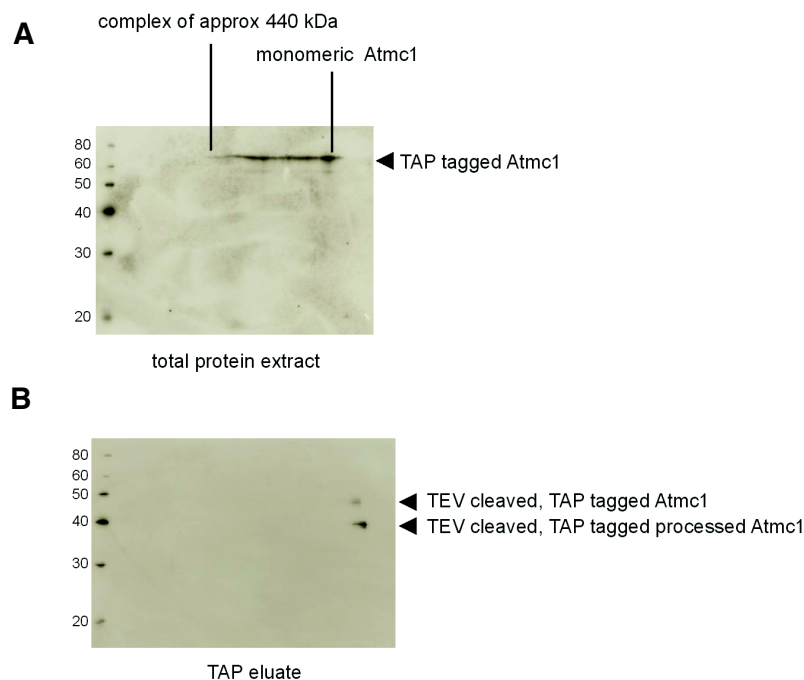 A
complex of approx 440 kDa
monomeric Atmc1
80
60
50
40
30
20
TAP tagged Atmc1
total protein extract
B
80
60
50
40
30
20
TEV cleaved, TAP tagged Atmc1
TEV cleaved, TAP tagged processed Atmc1
TAP eluate